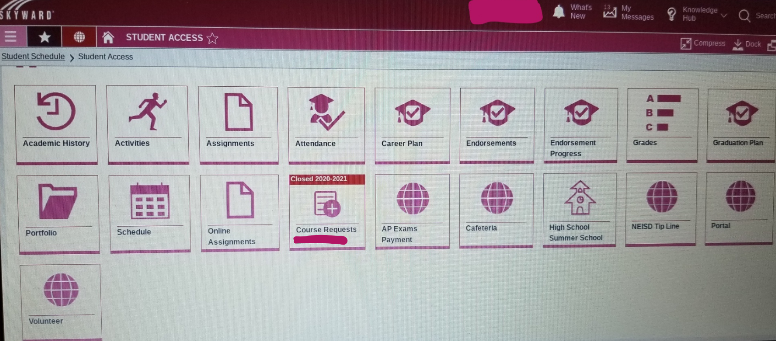 SKYWARD
What's New
13
My Messages
Knowledge Hub
Search
STUDENT ACCESS
Compress
Dock
Student Schedule > Student Access
Academic History
Activities
Assignments
Attendance
Career Plan
Endorsements
Endorsement Progress
A
B
C
Grades
Graduation Plan
Portfolio
Schedule
Online Assignments
Closed 2020-2021
Course Requests
AP Exams Payment
Cafeteria
High School Summer School
NEISD Tip Line
Portal
Volunteer